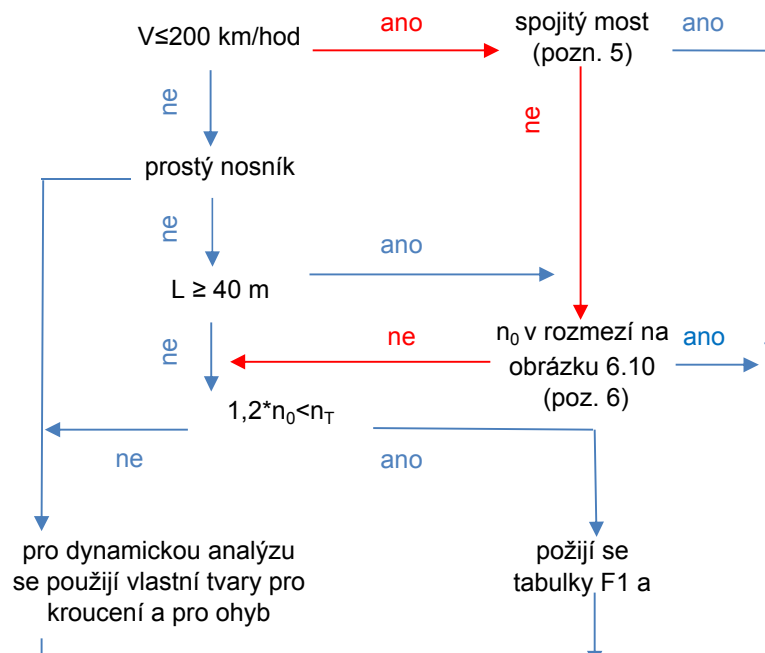 V≤200 km/hod
ano
spojitý most
(pozn. 5)
ano
ne
ne
prostý nosník
ne
ano
L ≥ 40 m
ne
ne
n₀ v rozmezí na
obrázku 6.10
(poz. 6)
ano
1,2*n₀<n_T
ne
ano
pro dynamickou analýzu
se použijí vlastní tvary pro
kroucení a pro ohyb
požijí se
tabulky F1 a